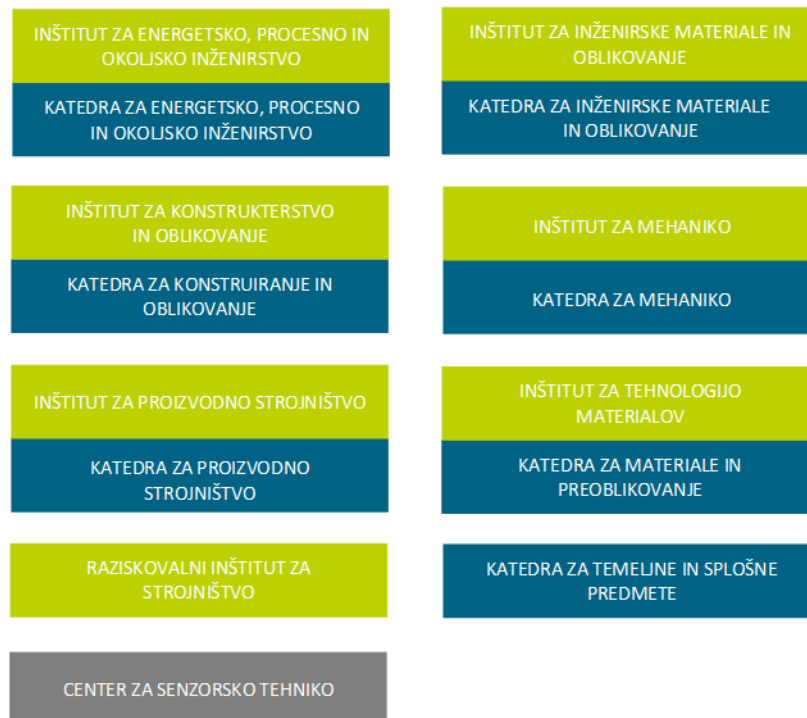 INŠTITUT ZA ENERGETSKO, PROCESNO IN
OKOLJSKO INŽENIRSTVO
KATEDRA ZA ENERGETSKO, PROCESNO
IN OKOLJSKO INŽENIRSTVO
INŠTITUT ZA INŽENIRSKE MATERIALE IN
OBLIKOVANJE
KATEDRA ZA INŽENIRSKE MATERIALE
IN OBLIKOVANJE
INŠTITUT ZA KONSTRUKTERSTVO
IN OBLIKOVANJE
KATEDRA ZA KONSTRUIRANJE IN
OBLIKOVANJE
INŠTITUT ZA MEHANIKO
KATEDRA ZA MEHANIKO
INŠTITUT ZA PROIZVODNO STROJNIŠTVO
KATEDRA ZA PROIZVODNO
STROJNIŠTVO
INŠTITUT ZA TEHNOLOGIJO
MATERIALOV
KATEDRA ZA MATERIALE IN
PREOBLIKOVANJE
RAZISKOVALNI INŠTITUT ZA
STROJNIŠTVO
KATEDRA ZA TEMELJNE IN SPLOŠNE
PREDMETE
CENTER ZA SENZORSKO TEHNIKO